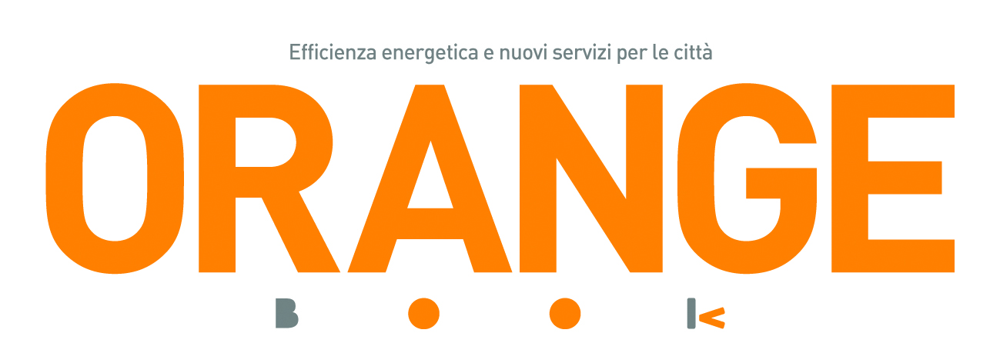 Efficienza energetica e nuovi servizi per le città
ORANGE
BOOK